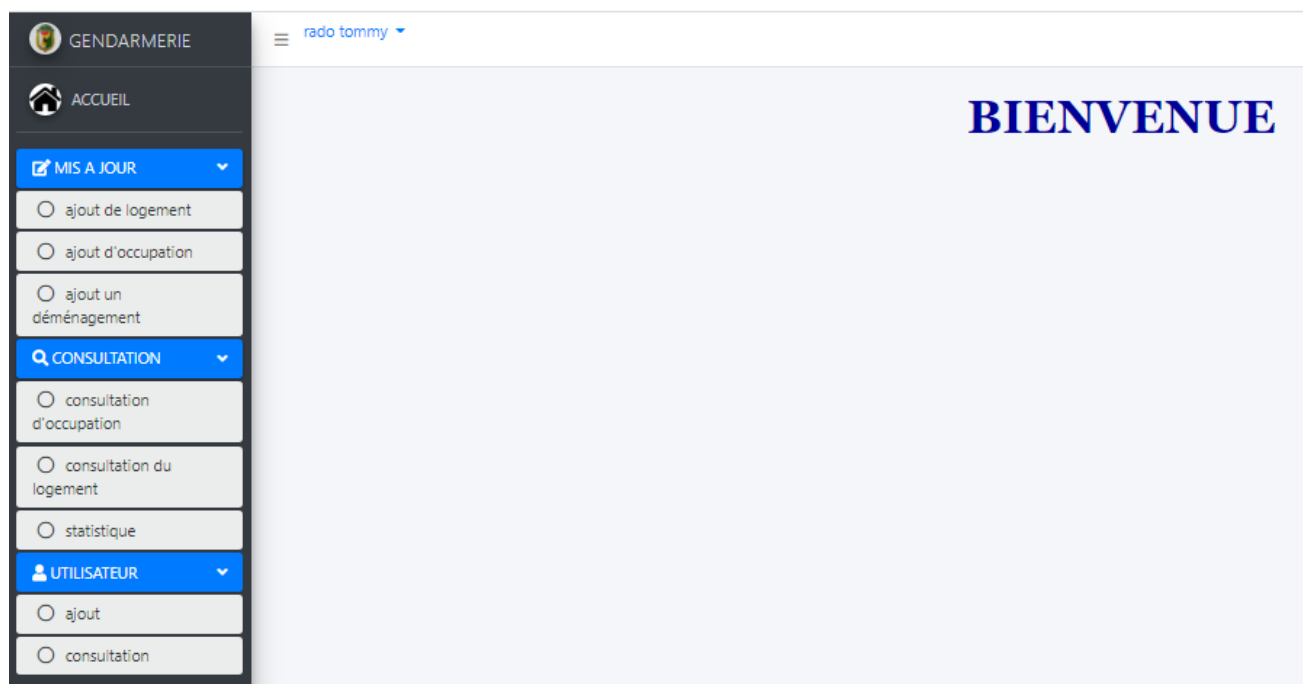 GENDARMERIE
rado tommy
ACCUEIL
BIENVENUE
MIS A JOUR
ajout de logement
ajout d'occupation
ajout un
déménagement
CONSULTATION
consultation
d'occupation
consultation du
logement
statistique
UTILISATEUR
ajout
consultation